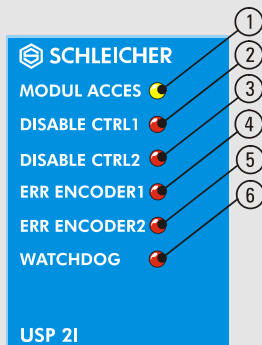 SCHLEICHER
MODUL ACCES
DISABLE CTRL1
DISABLE CTRL2
ERR ENCODER1
ERR ENCODER2
WATCHDOG
USP 2I
1
2
3
4
5
6